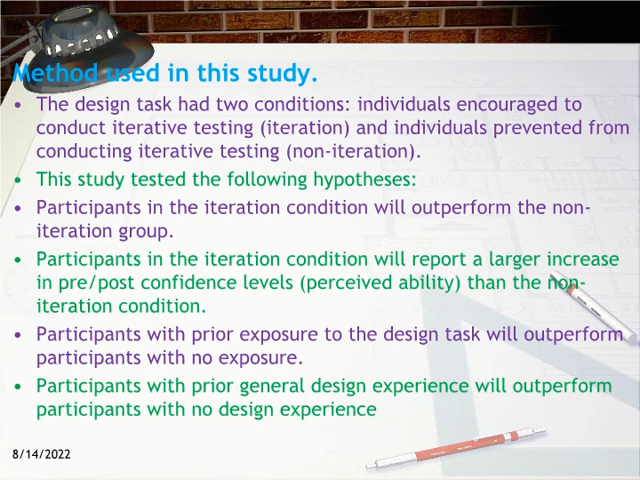 Method used in this study.
• The design task had two conditions: individuals encouraged to
conduct iterative testing (iteration) and individuals prevented from
conducting iterative testing (non-iteration).
• This study tested the following hypotheses:
• Participants in the iteration condition will outperform the non-
iteration group.
• Participants in the iteration condition will report a larger increase
in pre/post confidence levels (perceived ability) than the non-
iteration condition.
• Participants with prior exposure to the design task will outperform
participants with no exposure.
• Participants with prior general design experience will outperform
participants with no design experience
8/14/2022